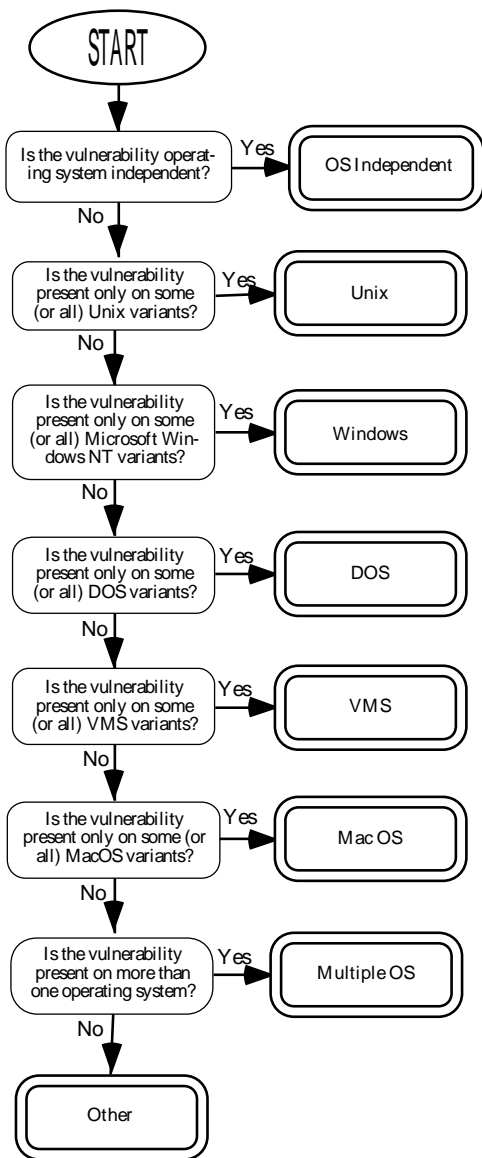 START
Is the vulnerability operat-
ing system independent?
Yes
OS Independent
No
Is the vulnerability
present only on some
(or all) Unix variants?
Yes
Unix
No
Is the vulnerability
present only on some
(or all) Microsoft Win-
dows NT variants?
Yes
Windows
No
Is the vulnerability
present only on some
(or all) DOS variants?
Yes
DOS
No
Is the vulnerability
present only on some
(or all) VMS variants?
Yes
VMS
No
Is the vulnerability
present only on some (or
all) MacOS variants?
Yes
Mac OS
No
Is the vulnerability
present on more than
one operating system?
Yes
Multiple OS
No
Other